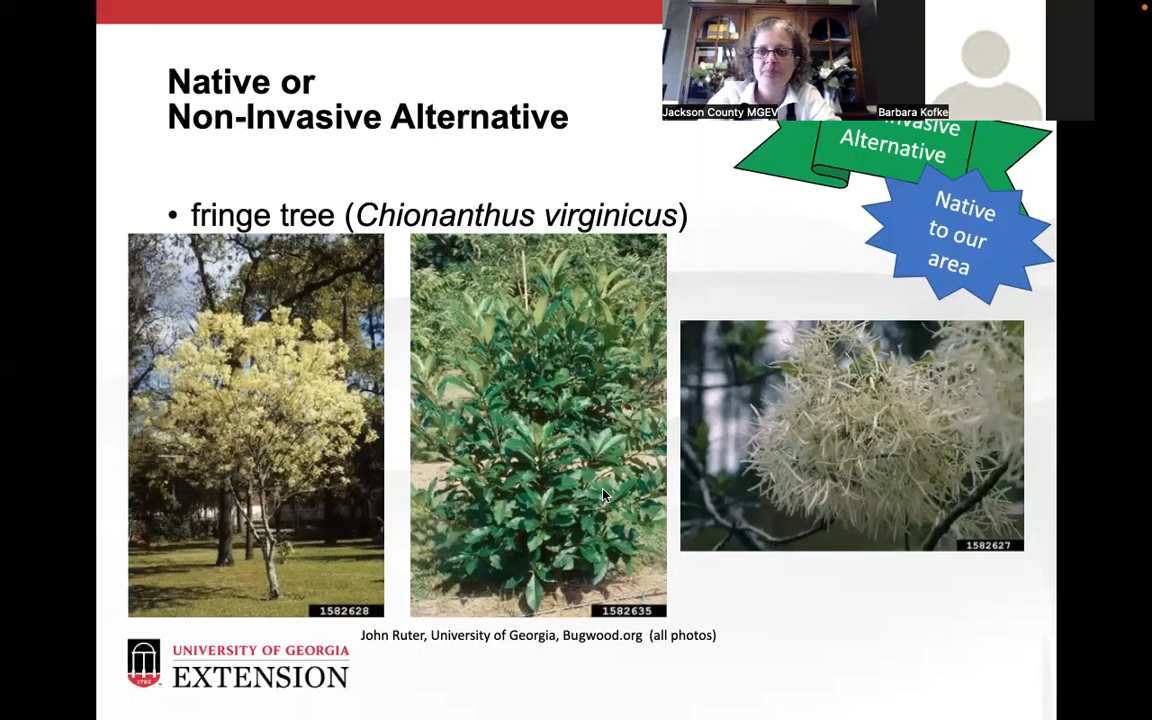 Native or
Non-Invasive Alternative
Jackson County MGEV
Barbara Kofke
Alternative
Native
to our
area
• fringe tree (Chionanthus virginicus)
1582628
1582635
1582627
John Ruter, University of Georgia, Bugwood.org (all photos)
1785
UNIVERSITY OF GEORGIA
EXTENSION